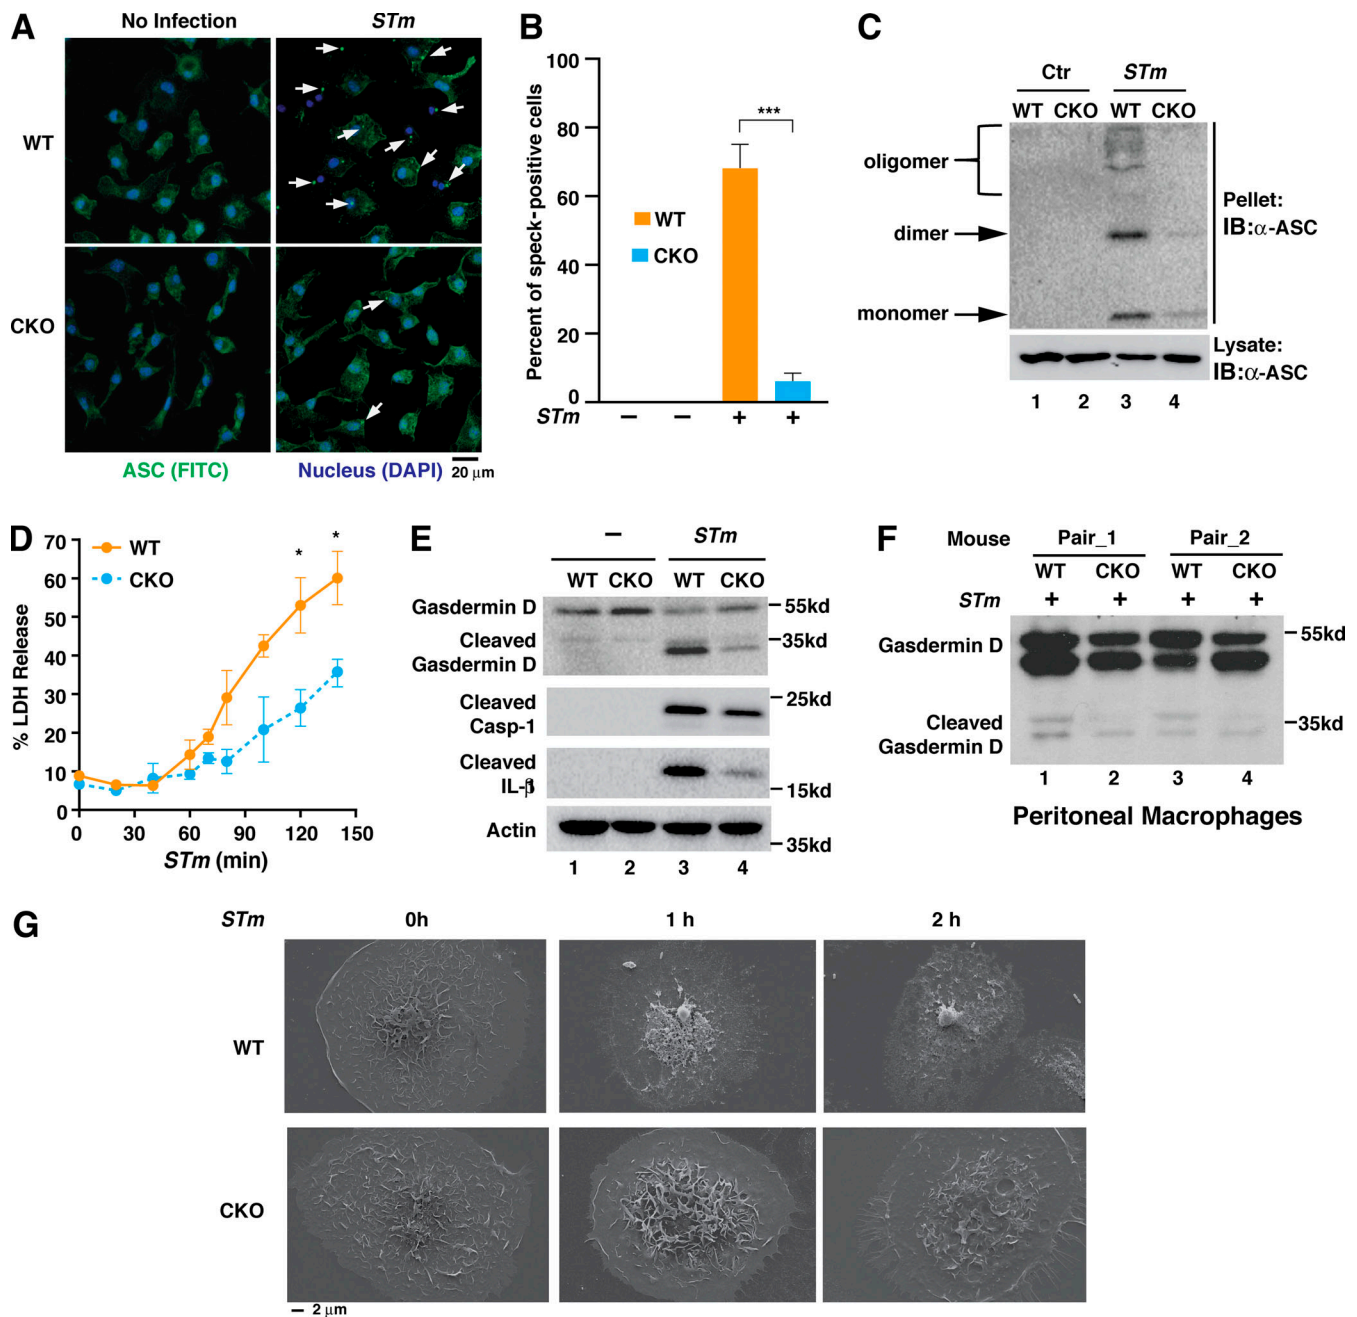 A
No Infection
STm
WT
CKO
ASC (FITC)
Nucleus (DAPI)
20 μm
B
Percent of speck-positive cells
100
80
60
40
20
0
***
WT
CKO
STm – – + +
C
Ctr STm
WT CKO WT CKO
oligomer
dimer
monomer
Pellet:
IB:α-ASC
Lysate:
IB:α-ASC
1 2 3 4
D
% LDH Release
70
60
50
40
30
20
10
0
WT
CKO
* *
0 30 60 90 120 150
STm (min)
E
– STm
WT CKO WT CKO
Gasdermin D
55kd
Cleaved
Gasdermin D
35kd
Cleaved
Casp-1
25kd
Cleaved
IL-β
15kd
Actin
35kd
1 2 3 4
F
Mouse Pair_1 Pair_2
WT CKO WT CKO
STm + + + +
Gasdermin D
55kd
Cleaved
Gasdermin D
35kd
1 2 3 4
Peritoneal Macrophages
G
STm 0h 1 h 2 h
WT
CKO
2 μm